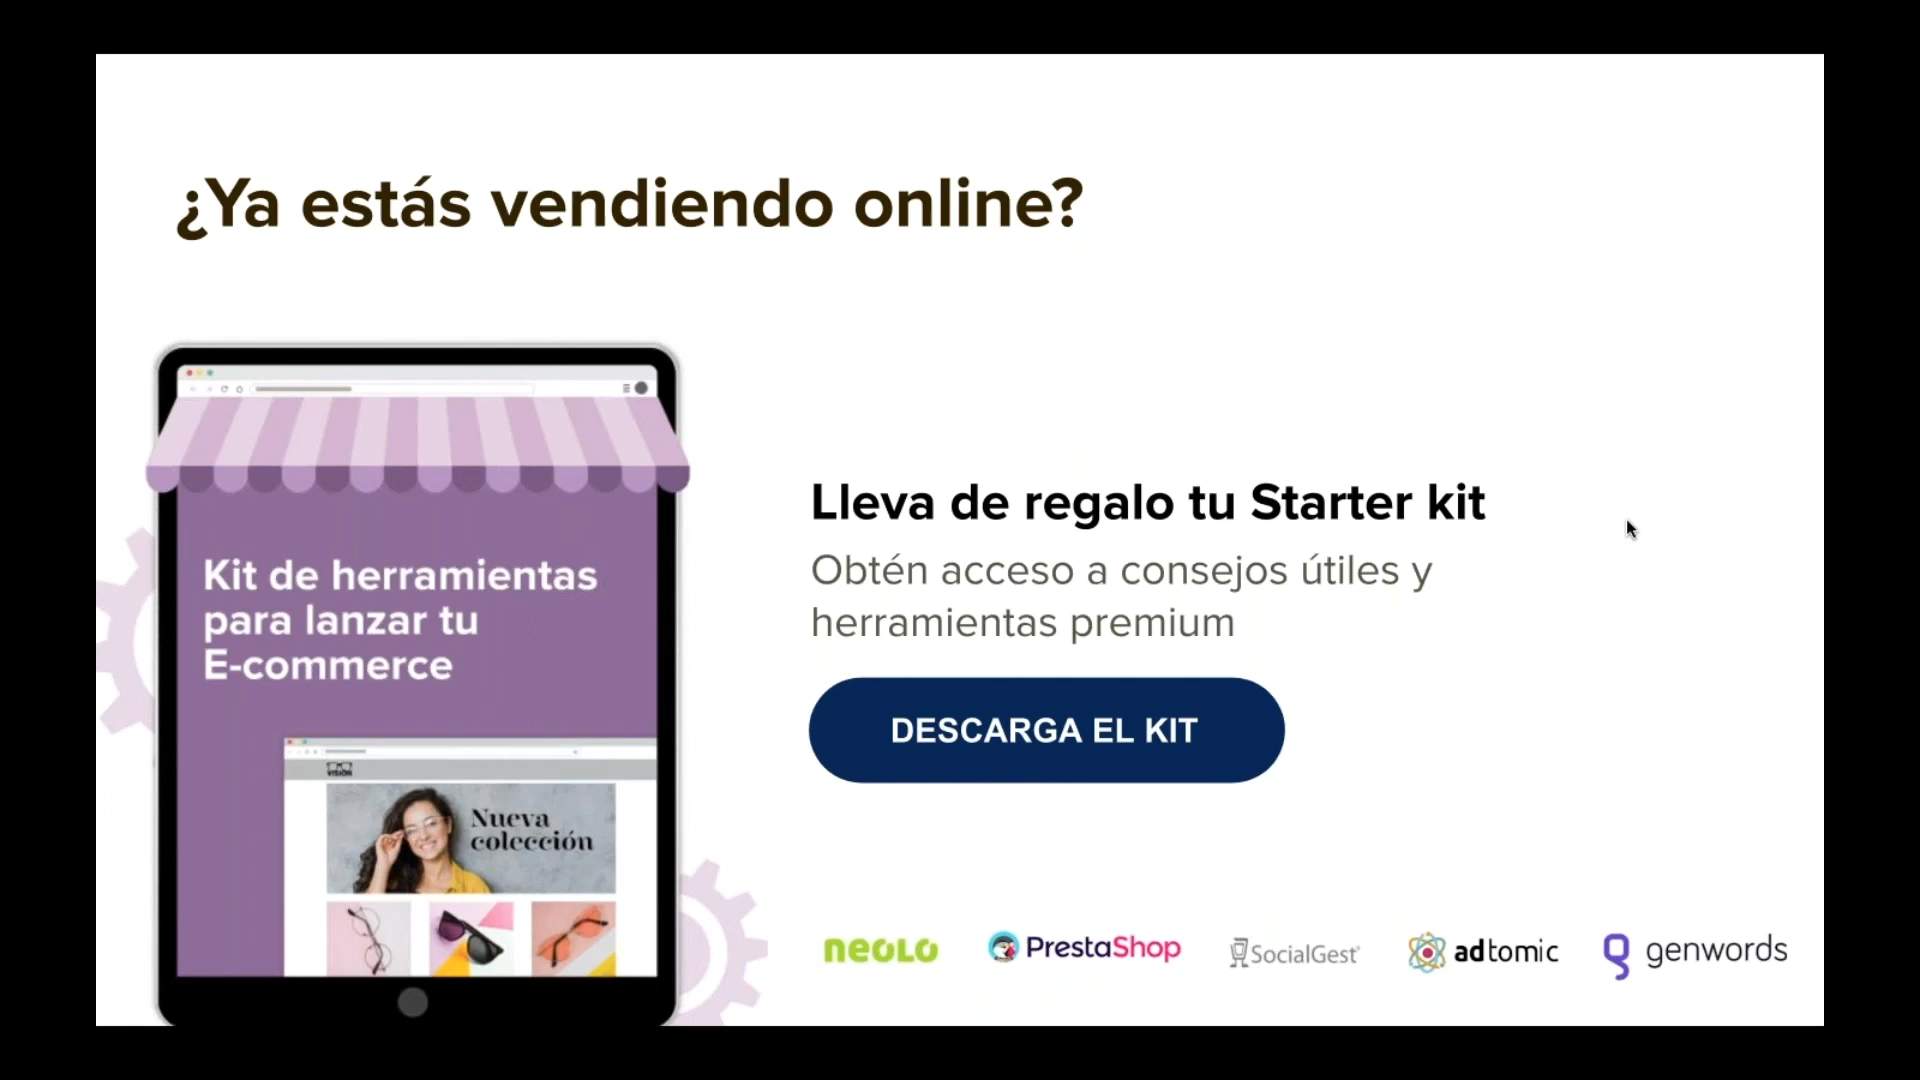 ¿Ya estás vendiendo online?
Kit de herramientas
para lanzar tu
E-commerce
VISION
Nueva
colección
Lleva de regalo tu Starter kit
Obtén acceso a consejos útiles y
herramientas premium
DESCARGA EL KIT
neolo
PrestaShop
SocialGest
adtomic
genwords